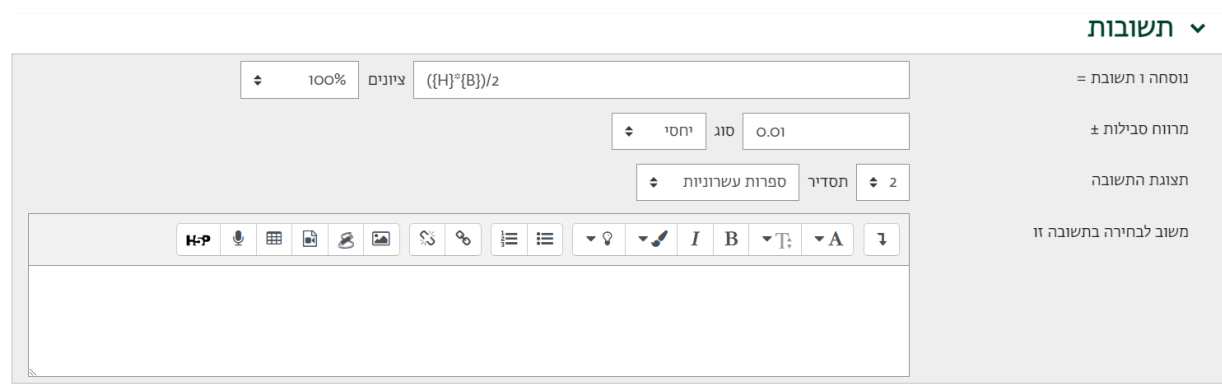 תשובות
נוסחה 1 תשובת = ({H}*{B})/2 ציונים 100%
מרווח סבילות ± 0.01 סוג יחסי
תצוגת התשובה 2 תסדיר ספרות עשרוניות
משוב לבחירה בתשובה זו
A T B I H-P